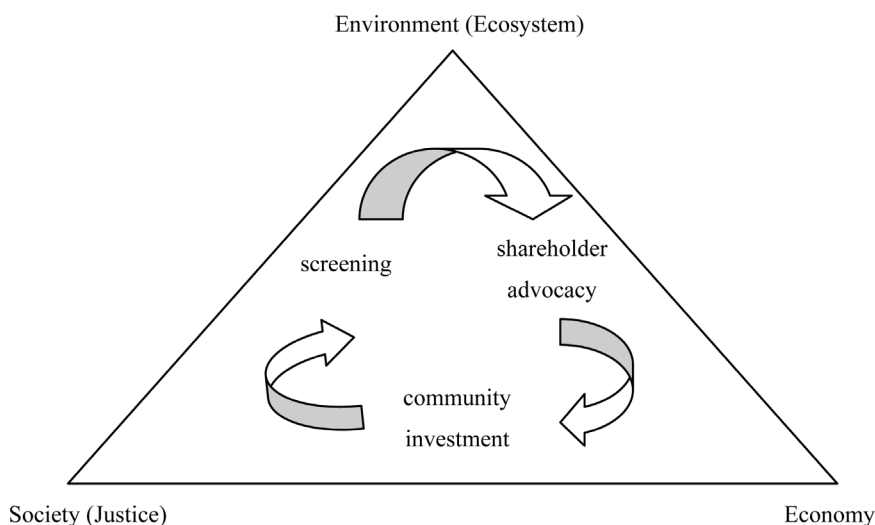 Environment (Ecosystem)
screening
shareholder
advocacy
community
investment
Society (Justice)
Economy